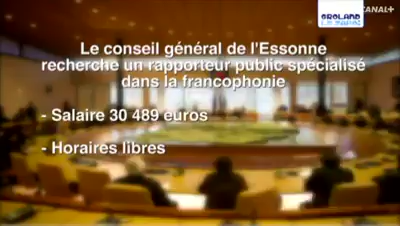 GROLAND
CANAL+
Le conseil général de l'Essonne
recherche un rapporteur public spécialisé
dans la francophonie
- Salaire 30 489 euros
- Horaires libres